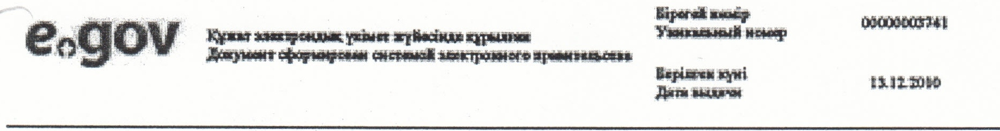 e.gov
Құжат электрондық үкімет жүйесінде құрылған
Документ сформирован системой электронного правительства
Бірегей нөмір
Уникальный номер
00000003741
Берілген күні
Дата выдачи
13.12.2010